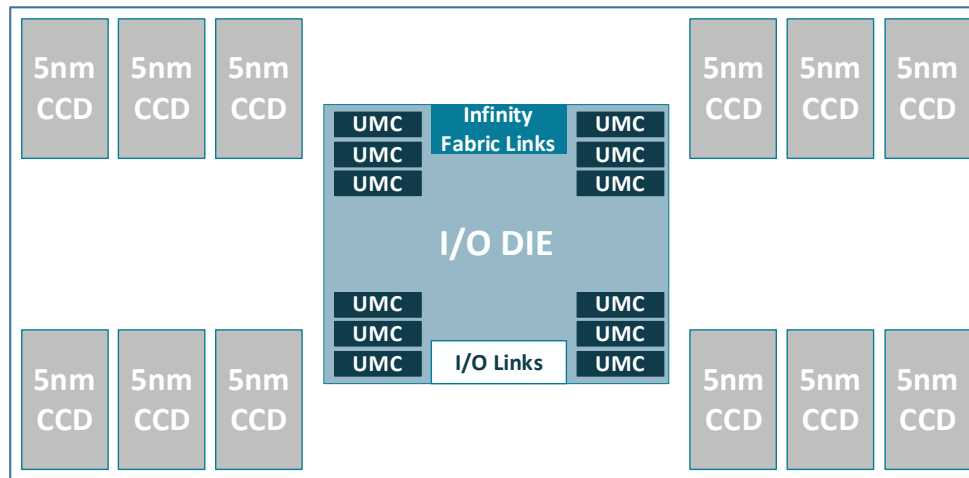 5nm
CCD
5nm
CCD
5nm
CCD
5nm
CCD
5nm
CCD
5nm
CCD
UMC
UMC
UMC
Infinity
Fabric Links
UMC
UMC
UMC
I/O DIE
UMC
UMC
UMC
I/O Links
UMC
UMC
UMC
5nm
CCD
5nm
CCD
5nm
CCD
5nm
CCD
5nm
CCD
5nm
CCD